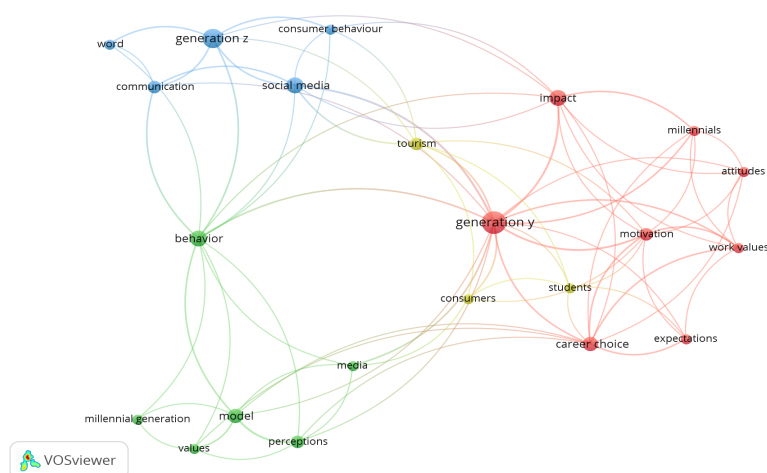 consumer behaviour
generation z
word
social media
communication
impact
millennials
tourism
attitudes
generation y
motivation
behavior
work values
students
consumers
expectations
career choice
media
model
millennial generation
perceptions
values
VOSviewer